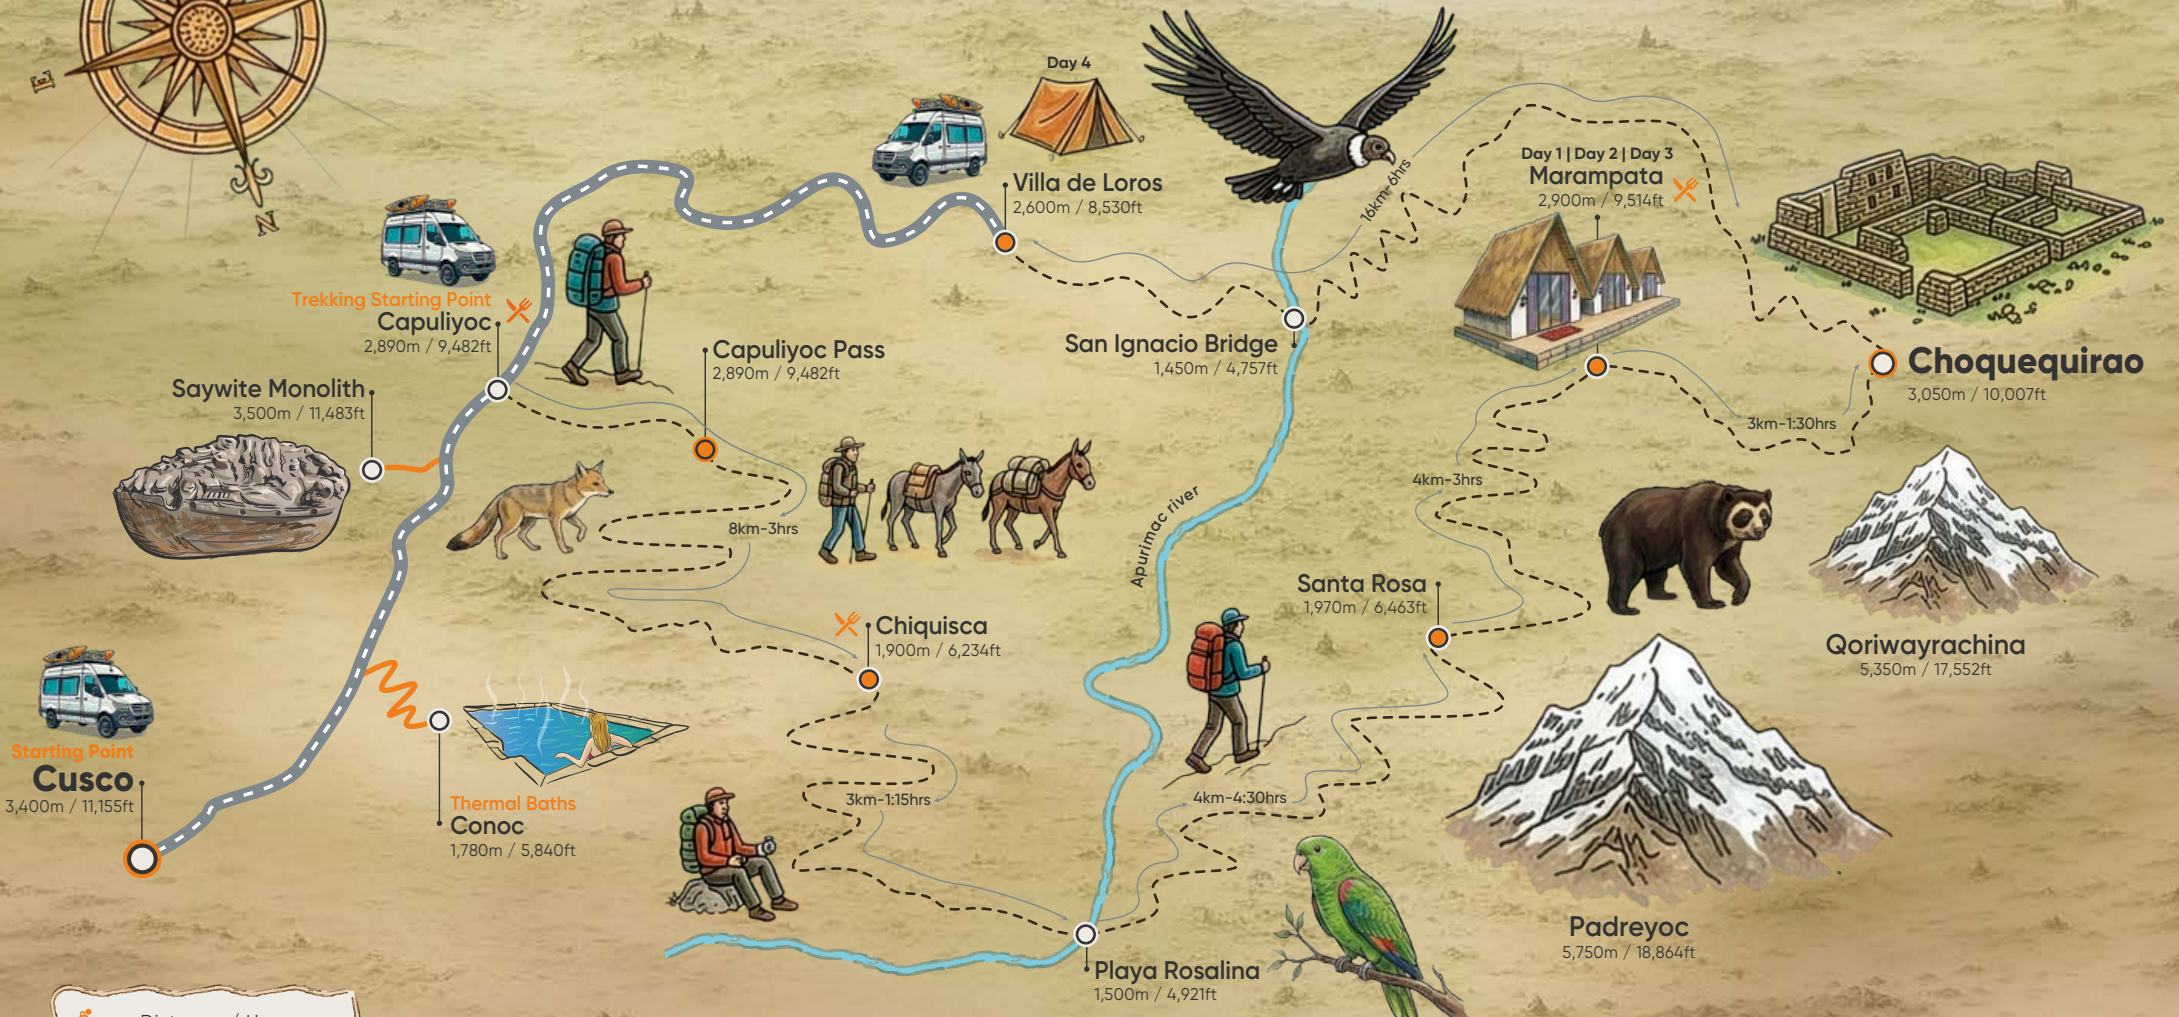 E
N
Day 4
Villa de Loros
2,600m / 8,530ft
16km-6hrs
Day 1 | Day 2 | Day 3
Marampata
2,900m / 9,514ft
Trekking Starting Point
Capuliyoc
2,890m / 9,482ft
Capuliyoc Pass
2,890m / 9,482ft
San Ignacio Bridge
1,450m / 4,757ft
Choquequirao
3,050m / 10,007ft
Saywite Monolith
3,500m / 11,483ft
3km-1:30hrs
4km-3hrs
8km-3hrs
Apurimac river
Santa Rosa
1,970m / 6,463ft
Chiquisca
1,900m / 6,234ft
Qoriwayrachina
5,350m / 17,552ft
Starting Point
Cusco
3,400m / 11,155ft
Thermal Baths
Conoc
1,780m / 5,840ft
3km-1:15hrs
4km-4:30hrs
Padreyoc
5,750m / 18,864ft
Playa Rosalina
1,500m / 4,921ft